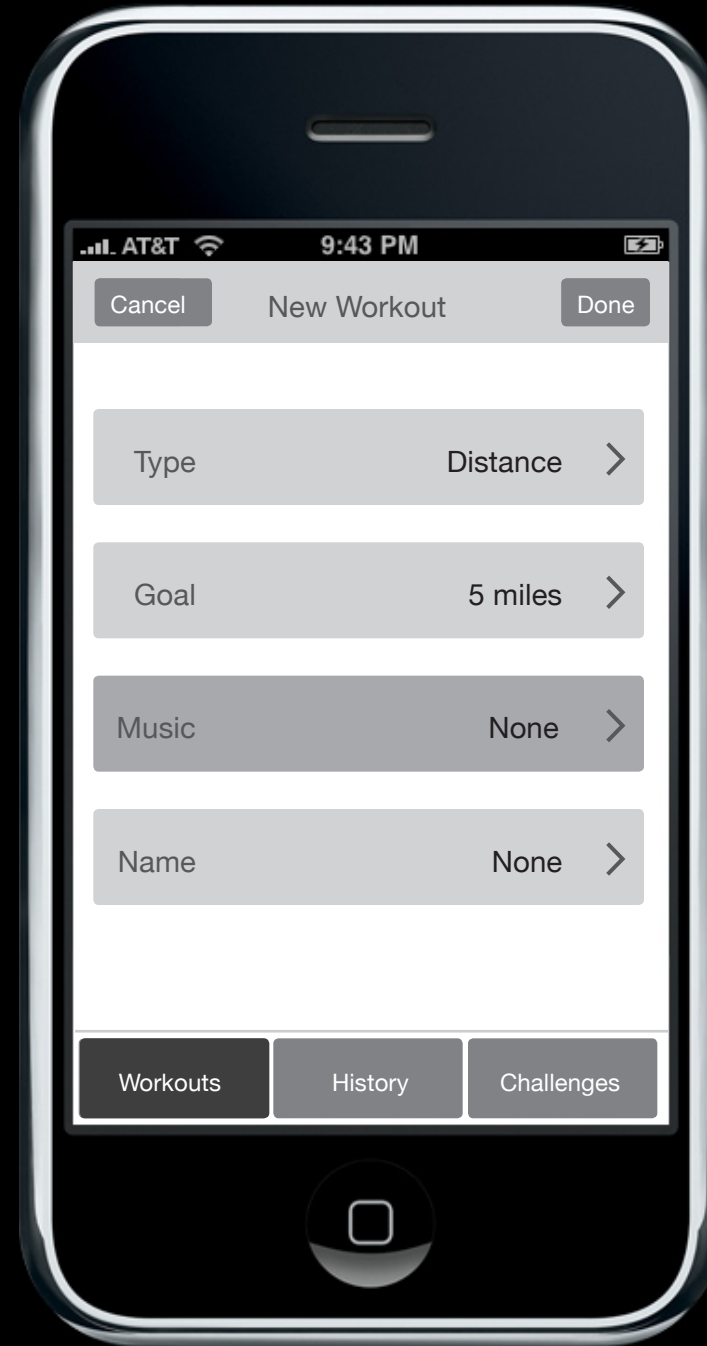 AT&T 9:43 PM
Cancel New Workout Done
Type Distance
Goal 5 miles
Music None
Name None
Workouts History Challenges